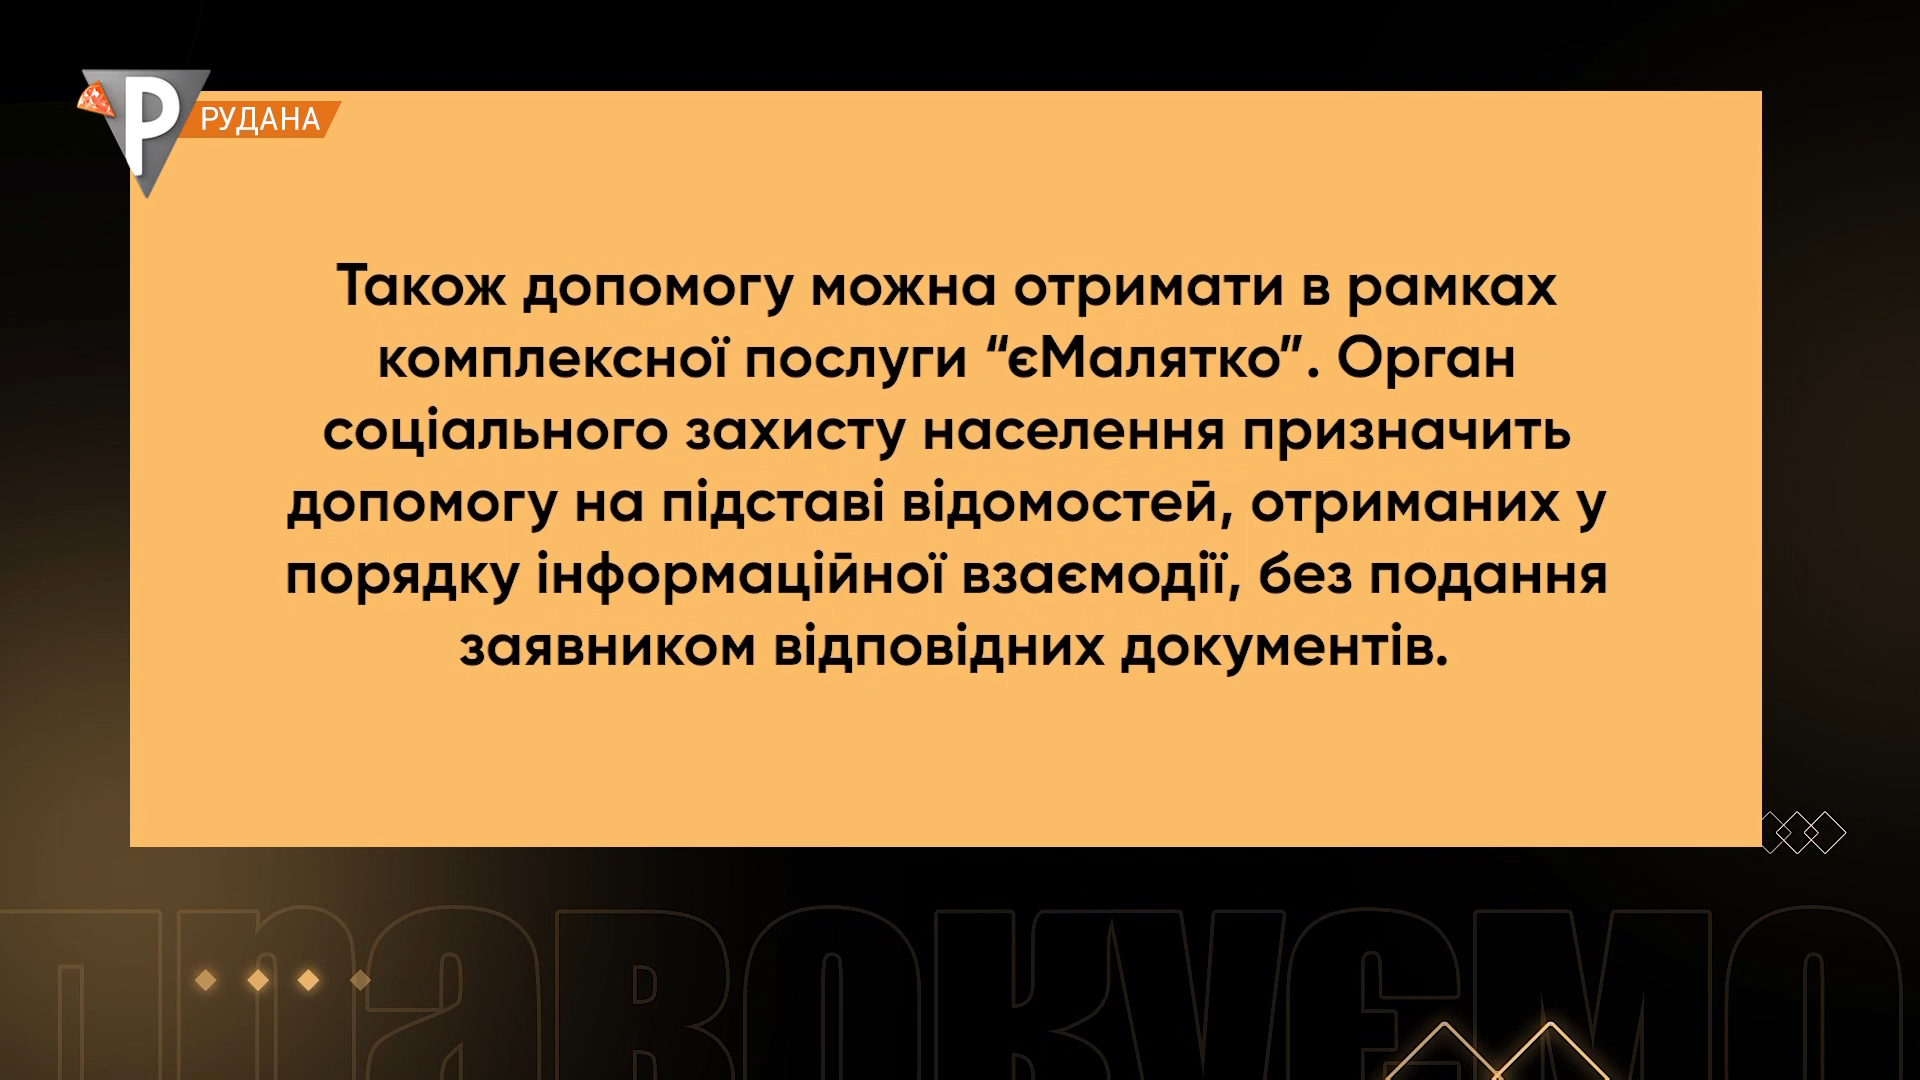 Р
РУДАНА
Також допомогу можна отримати в рамках
комплексної послуги “єМалятко”. Орган
соціального захисту населення призначить
допомогу на підставі відомостей, отриманих у
порядку інформаційної взаємодії, без подання
заявником відповідних документів.
правокуємо